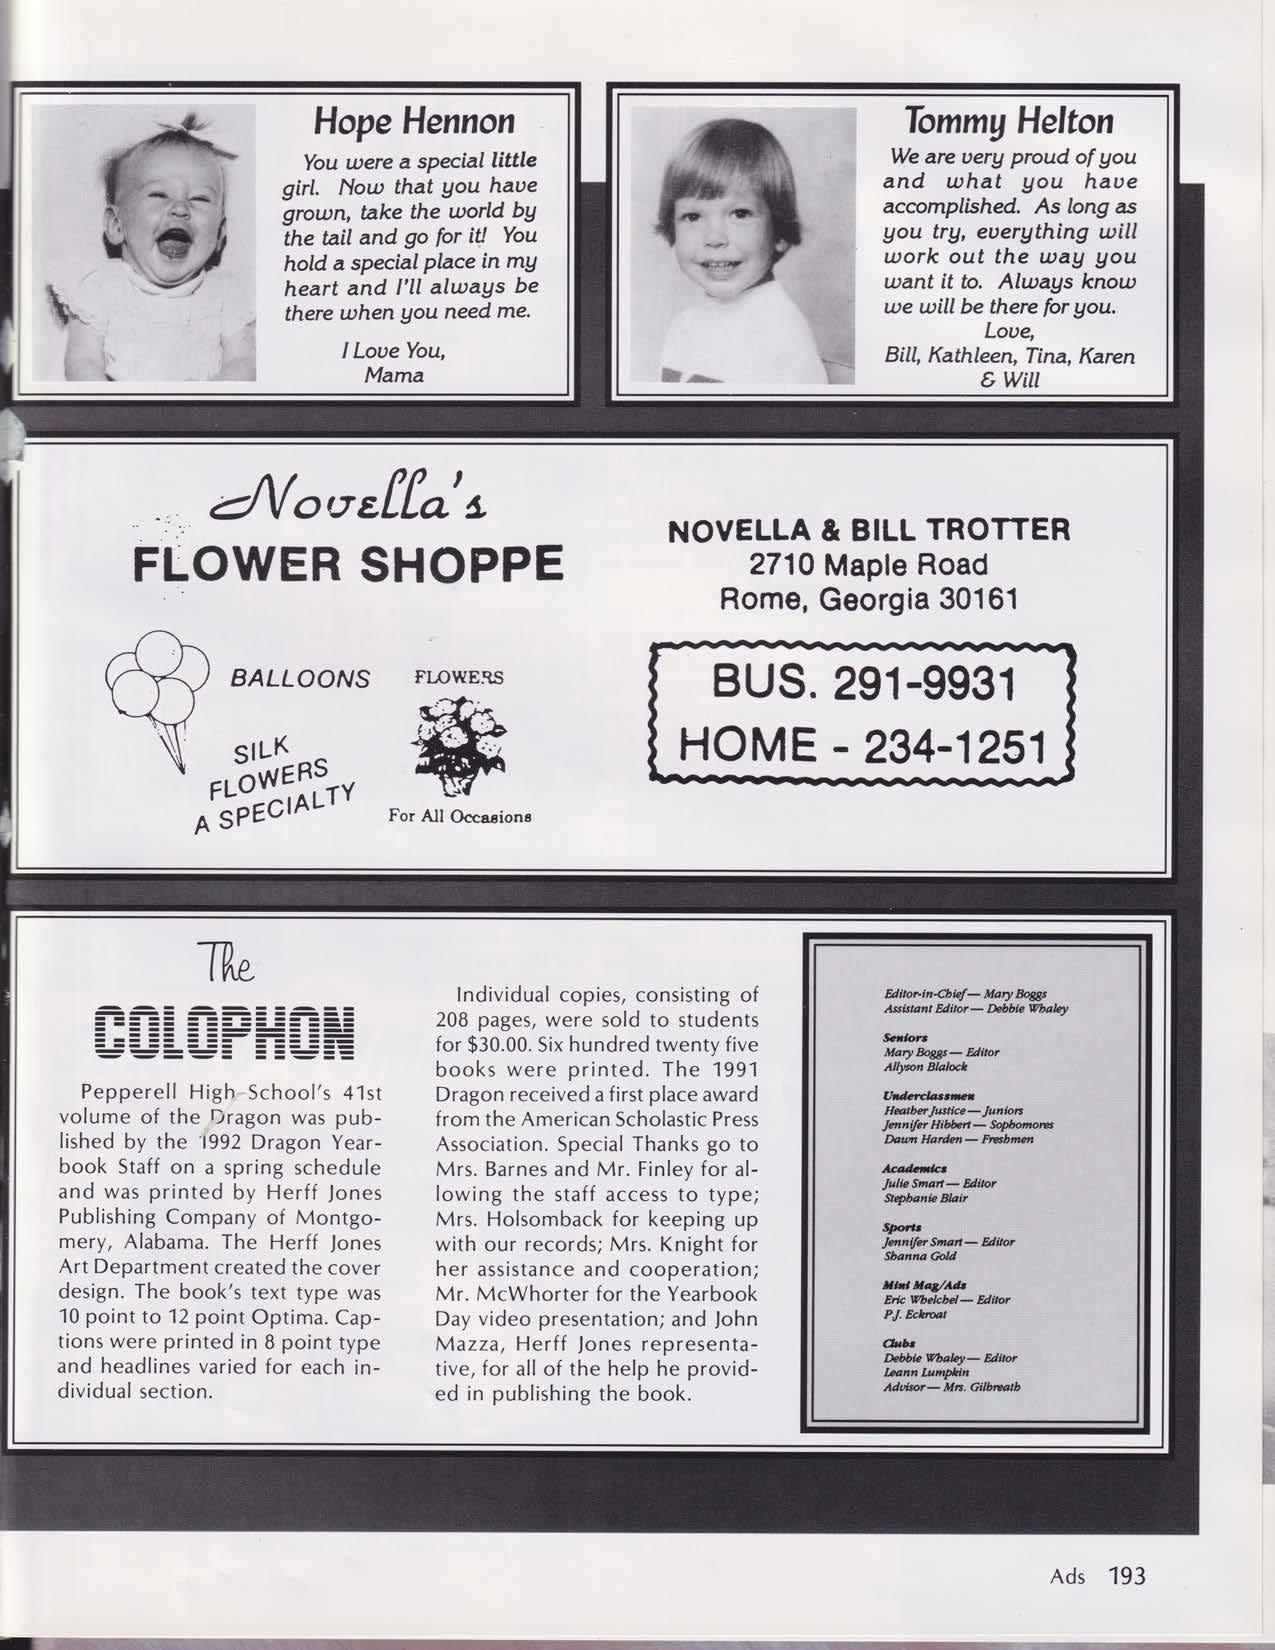 Hope Hennon
You were a special little
girl. Now that you have
grown, take the world by
the tail and go for it! You
hold a special place in my
heart and I'll always be
there when you need me.
I Love You,
Mama
Tommy Helton
We are very proud of you
and what you have
accomplished. As long as
you try, everything will
work out the way you
want it to. Always know
we will be there for you.
Love,
Bill, Kathleen, Tina, Karen
& Will
Novella's
FLOWER SHOPPE
BALLOONS
SILK
FLOWERS
A SPECIALTY
FLOWERS
For All Occasions
NOVELLA & BILL TROTTER
2710 Maple Road
Rome, Georgia 30161
BUS. 291-9931
HOME - 234-1251
The
COLOPHON
Pepperell High School's 41st
volume of the Dragon was pub-
lished by the 1992 Dragon Year-
book Staff on a spring schedule
and was printed by Herff Jones
Publishing Company of Montgo-
mery, Alabama. The Herff Jones
Art Department created the cover
design. The book's text type was
10 point to 12 point Optima. Cap-
tions were printed in 8 point type
and headlines varied for each in-
dividual section.
Individual copies, consisting of
208 pages, were sold to students
for $30.00. Six hundred twenty five
books were printed. The 1991
Dragon received a first place award
from the American Scholastic Press
Association. Special Thanks go to
Mrs. Barnes and Mr. Finley for al-
lowing the staff access to type;
Mrs. Holsomback for keeping up
with our records; Mrs. Knight for
her assistance and cooperation;
Mr. McWhorter for the Yearbook
Day video presentation; and John
Mazza, Herff Jones representa-
tive, for all of the help he provid-
ed in publishing the book.
Editor-in-Chief— Mary Boggs
Assistant Editor— Debbie Whaley
Seniors
Mary Boggs— Editor
Allyson Blalock
Underclassmen
Heather Justice— Juniors
Jennifer Hibbert— Sophomores
Dawn Harden— Freshmen
Academics
Julie Smart— Editor
Stephanie Blair
Sports
Jennifer Smart— Editor
Shanna Gold
Mini Mag/Ads
Eric Whelchel— Editor
P.J. Eckroat
Clubs
Debbie Whaley— Editor
Leann Lumpkin
Advisor— Mrs. Gilbreath
Ads 193